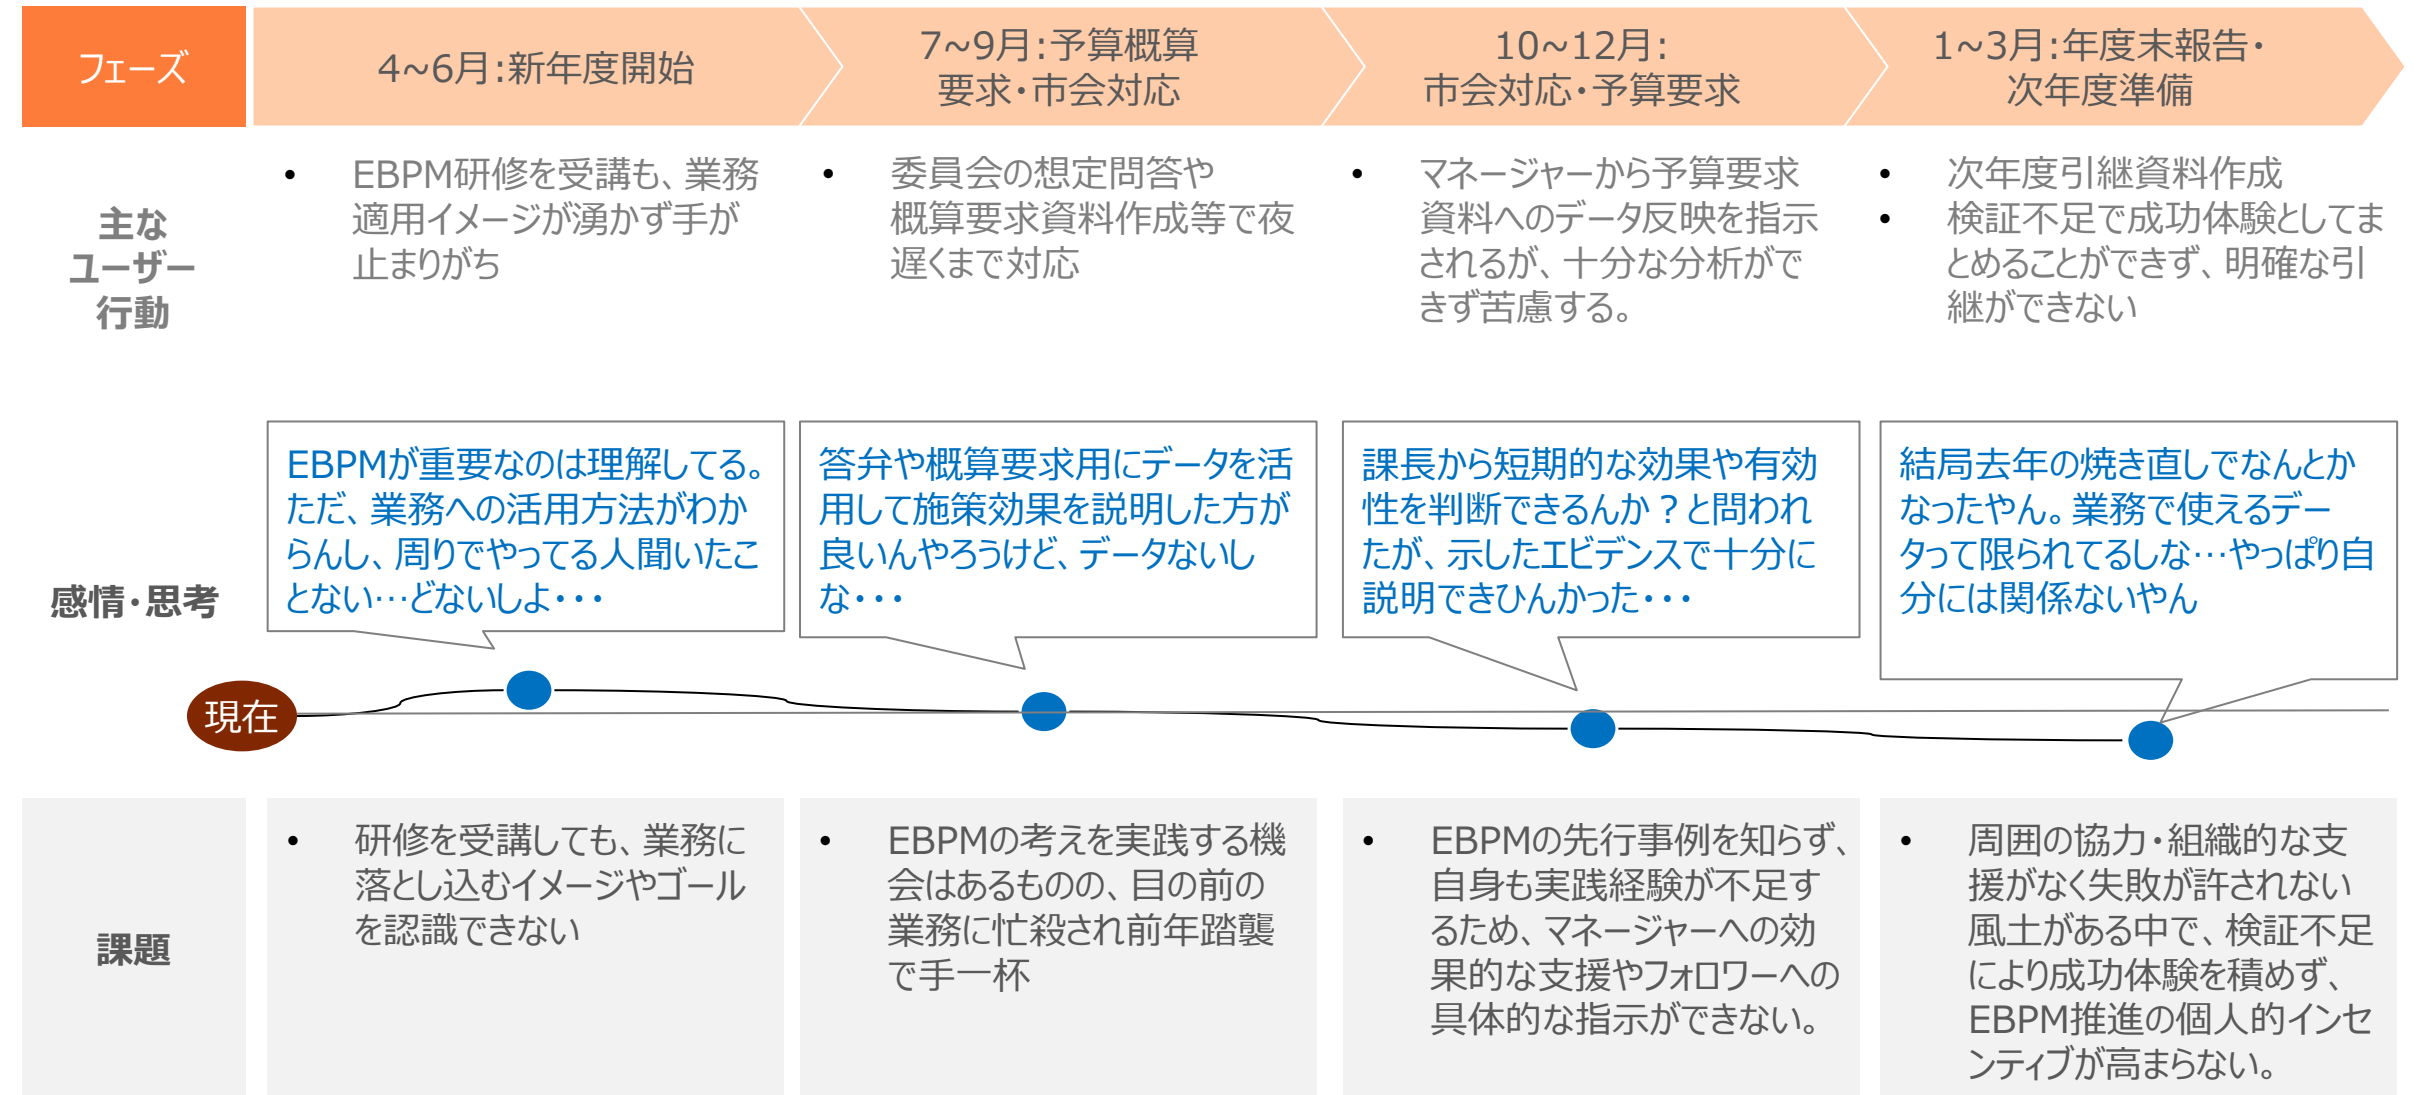 フェーズ
4~6月:新年度開始
7~9月:予算概算
要求・市会対応
10~12月:
市会対応・予算要求
1~3月:年度末報告・
次年度準備
主な
ユーザー
行動
• EBPM研修を受講も、業務
適用イメージが湧かず手が
止まりがち
• 委員会の想定問答や
概算要求資料作成等で夜
遅くまで対応
• マネージャーから予算要求
資料へのデータ反映を指示
されるが、十分な分析がで
きず苦慮する。
• 次年度引継資料作成
• 検証不足で成功体験としてま
とめることができず、明確な引
継ができない
感情・思考
EBPMが重要なのは理解してる。
ただ、業務への活用方法がわか
らんし、周りでやってる人聞いたこ
とない…どないしよ・・・
答弁や概算要求用にデータを活
用して施策効果を説明した方が
良いんやろうけど、データないし
な・・・
課長から短期的な効果や有効
性を判断できるんか？と問われ
たが、示したエビデンスで十分に
説明できひんかった・・・
結局去年の焼き直しでなんとか
なったやん。業務で使えるデー
タって限られてるしな…やっぱり自
分には関係ないやん
現在
課題
• 研修を受講しても、業務に
落とし込むイメージやゴール
を認識できない
• EBPMの考えを実践する機
会はあるものの、目の前の
業務に忙殺され前年踏襲
で手一杯
• EBPMの先行事例を知らず、
自身も実践経験が不足す
るため、マネージャーへの効
果的な支援やフォロワーへの
具体的な指示ができない。
• 周囲の協力・組織的な支
援がなく失敗が許されない
風土がある中で、検証不足
により成功体験を積めず、
EBPM推進の個人的インセ
ンティブが高まらない。